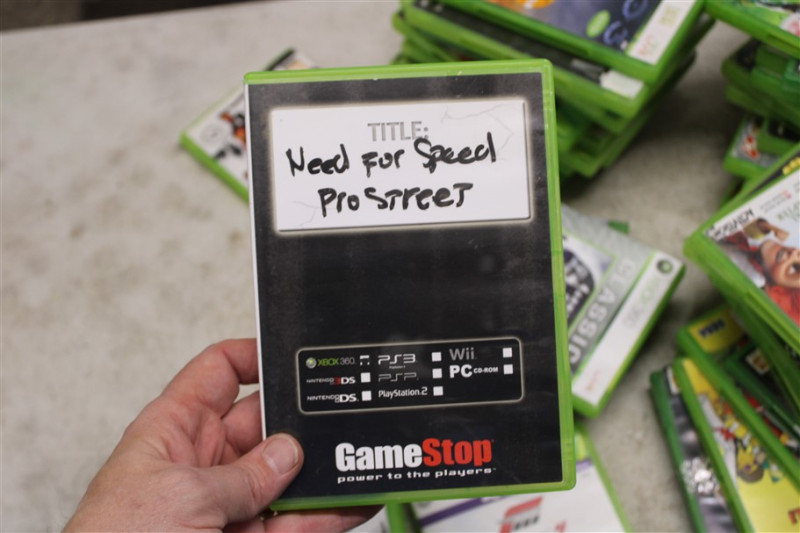 TITLE:
Need For Speed
ProStreet
XBOX 360 PS3 Wii
NINTENDO 3DS PSP PC CD-ROM
NINTENDO DS PlayStation 2
GameStop
power to the players
CLASSICS